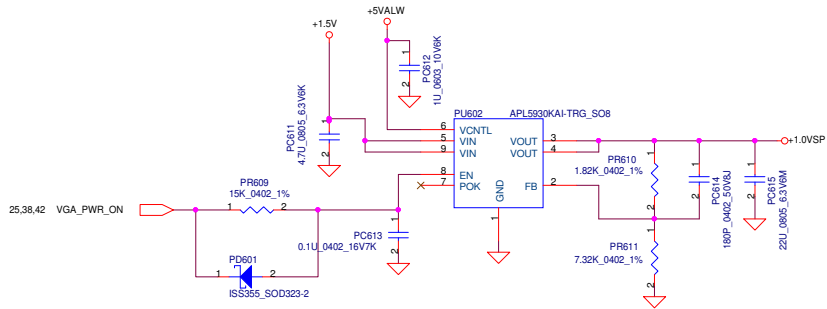 +1.5V
+5VALW
1
PC612
1U_0603_10V6K
2
PU602 APL5930KAI-TRG_SO8
1
PC611
4.7U_0805_6.3V6K
2
6 VCNTL
5 VIN
9 VIN
VOUT 3
VOUT 4
+1.0VSP
8 EN
7 POK
FB 2
GND
1
1
PR610
1.82K_0402_1%
2
1
PC614
180P_0402_50V8J
2
1
PC615
22U_0805_6.3V6M
2
PR609
15K_0402_1%
25,38,42 VGA_PWR_ON
1 2
1
PC613
0.1U_0402_16V7K
2
1
PR611
7.32K_0402_1%
2
PD601
1 2
ISS355_SOD323-2